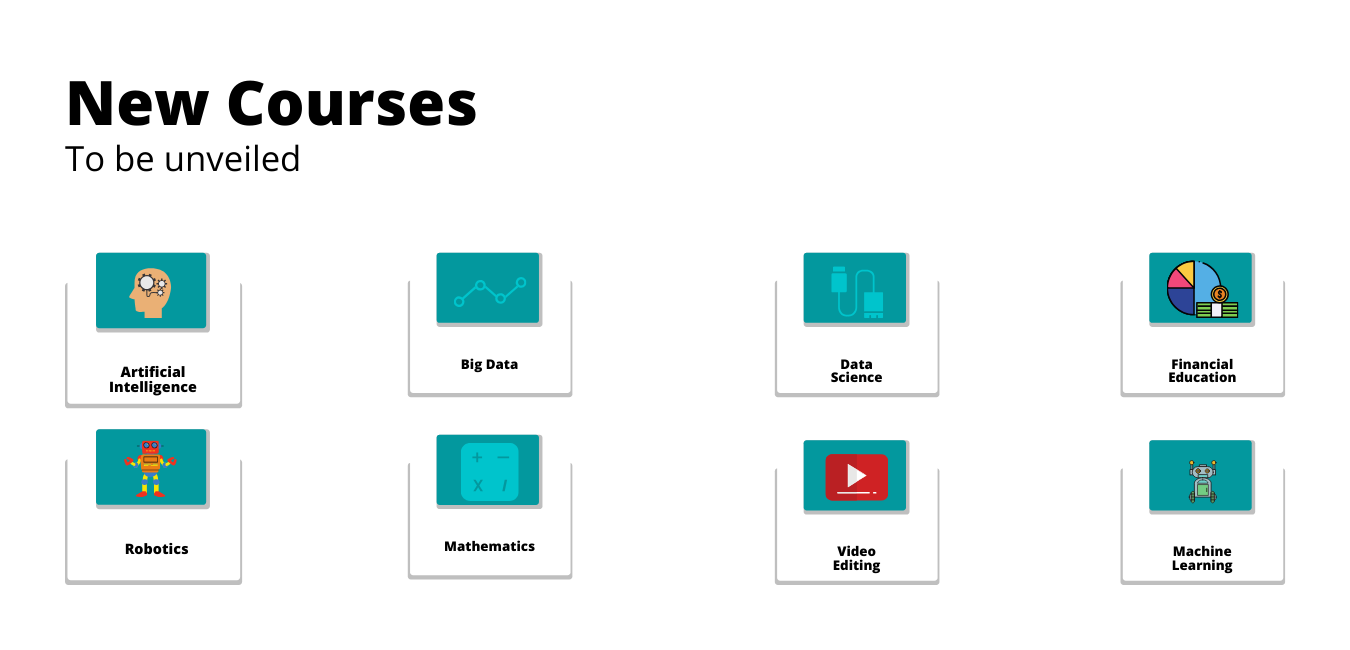 New Courses
To be unveiled
Artificial
Intelligence
Big Data
Data
Science
Financial
Education
$
Robotics
+ −
X /
Mathematics
Video
Editing
Machine
Learning